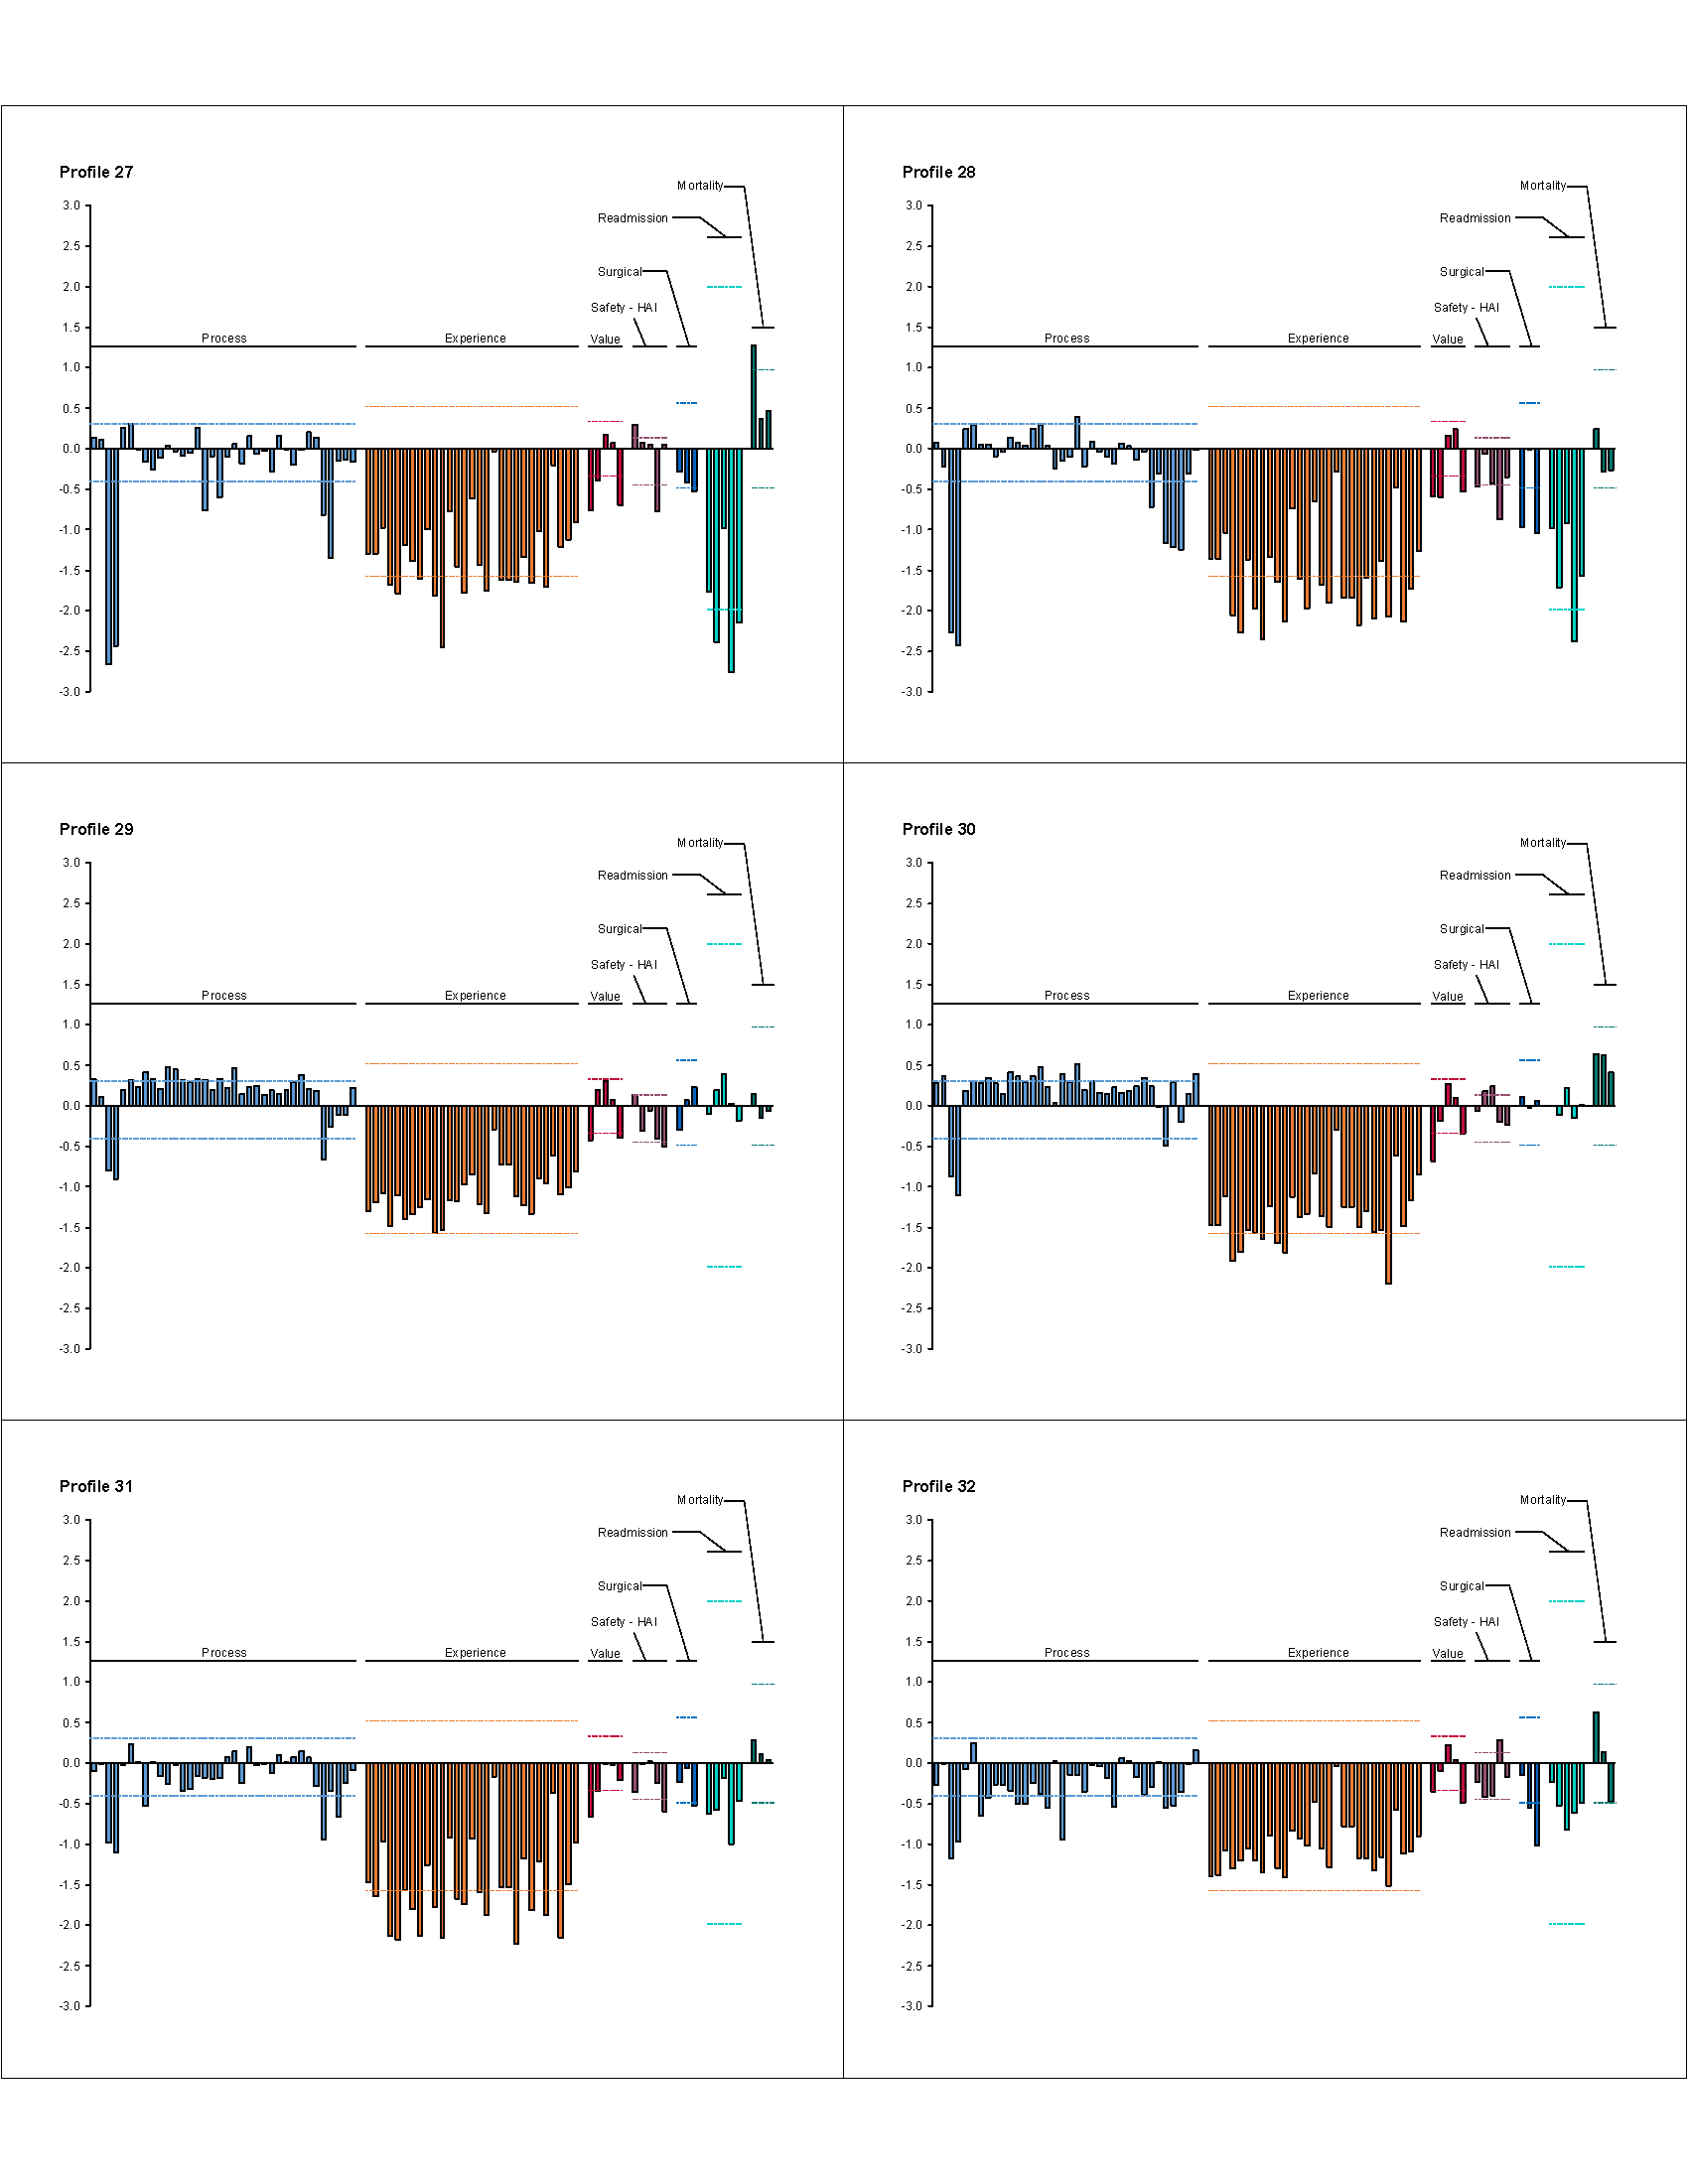 Profile 27
Mortality
3.0
Readmission
2.5
Surgical
2.0
Safety - HAI
1.5
Process
Experience
Value
1.0
0.5
0.0
-0.5
-1.0
-1.5
-2.0
-2.5
-3.0
Profile 28
Mortality
3.0
Readmission
2.5
Surgical
2.0
Safety - HAI
1.5
Process
Experience
Value
1.0
0.5
0.0
-0.5
-1.0
-1.5
-2.0
-2.5
-3.0
Profile 29
Mortality
3.0
Readmission
2.5
Surgical
2.0
Safety - HAI
1.5
Process
Experience
Value
1.0
0.5
0.0
-0.5
-1.0
-1.5
-2.0
-2.5
-3.0
Profile 30
Mortality
3.0
Readmission
2.5
Surgical
2.0
Safety - HAI
1.5
Process
Experience
Value
1.0
0.5
0.0
-0.5
-1.0
-1.5
-2.0
-2.5
-3.0
Profile 31
Mortality
3.0
Readmission
2.5
Surgical
2.0
Safety - HAI
1.5
Process
Experience
Value
1.0
0.5
0.0
-0.5
-1.0
-1.5
-2.0
-2.5
-3.0
Profile 32
Mortality
3.0
Readmission
2.5
Surgical
2.0
Safety - HAI
1.5
Process
Experience
Value
1.0
0.5
0.0
-0.5
-1.0
-1.5
-2.0
-2.5
-3.0